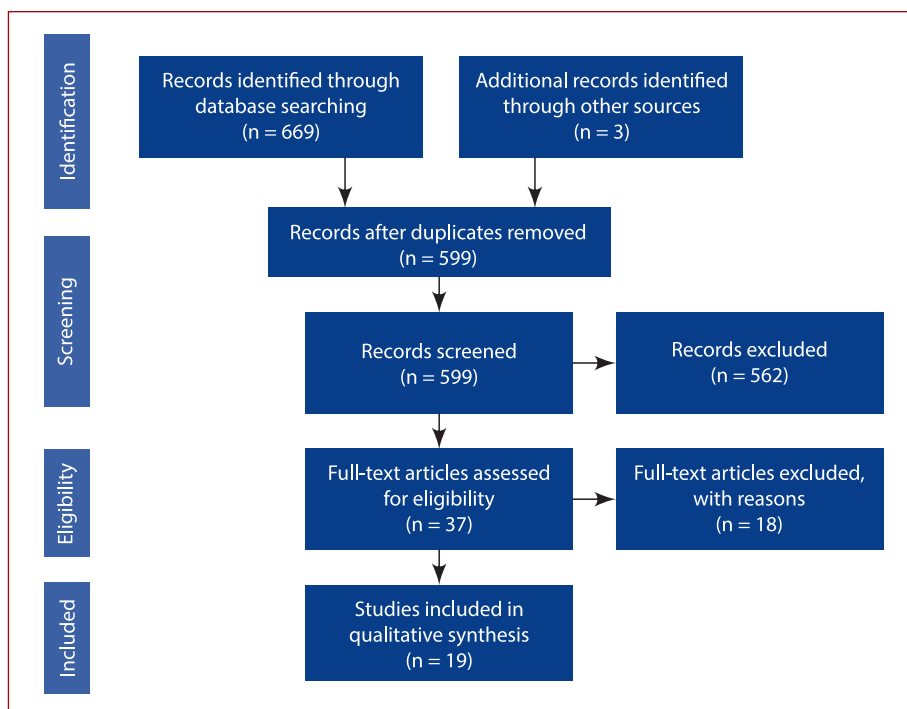 Identification
Records identified through
database searching
(n = 669)
Additional records identified
through other sources
(n = 3)
Records after duplicates removed
(n = 599)
Screening
Records screened
(n = 599)
Records excluded
(n = 562)
Eligibility
Full-text articles assessed
for eligibility
(n = 37)
Full-text articles excluded,
with reasons
(n = 18)
Included
Studies included in
qualitative synthesis
(n = 19)